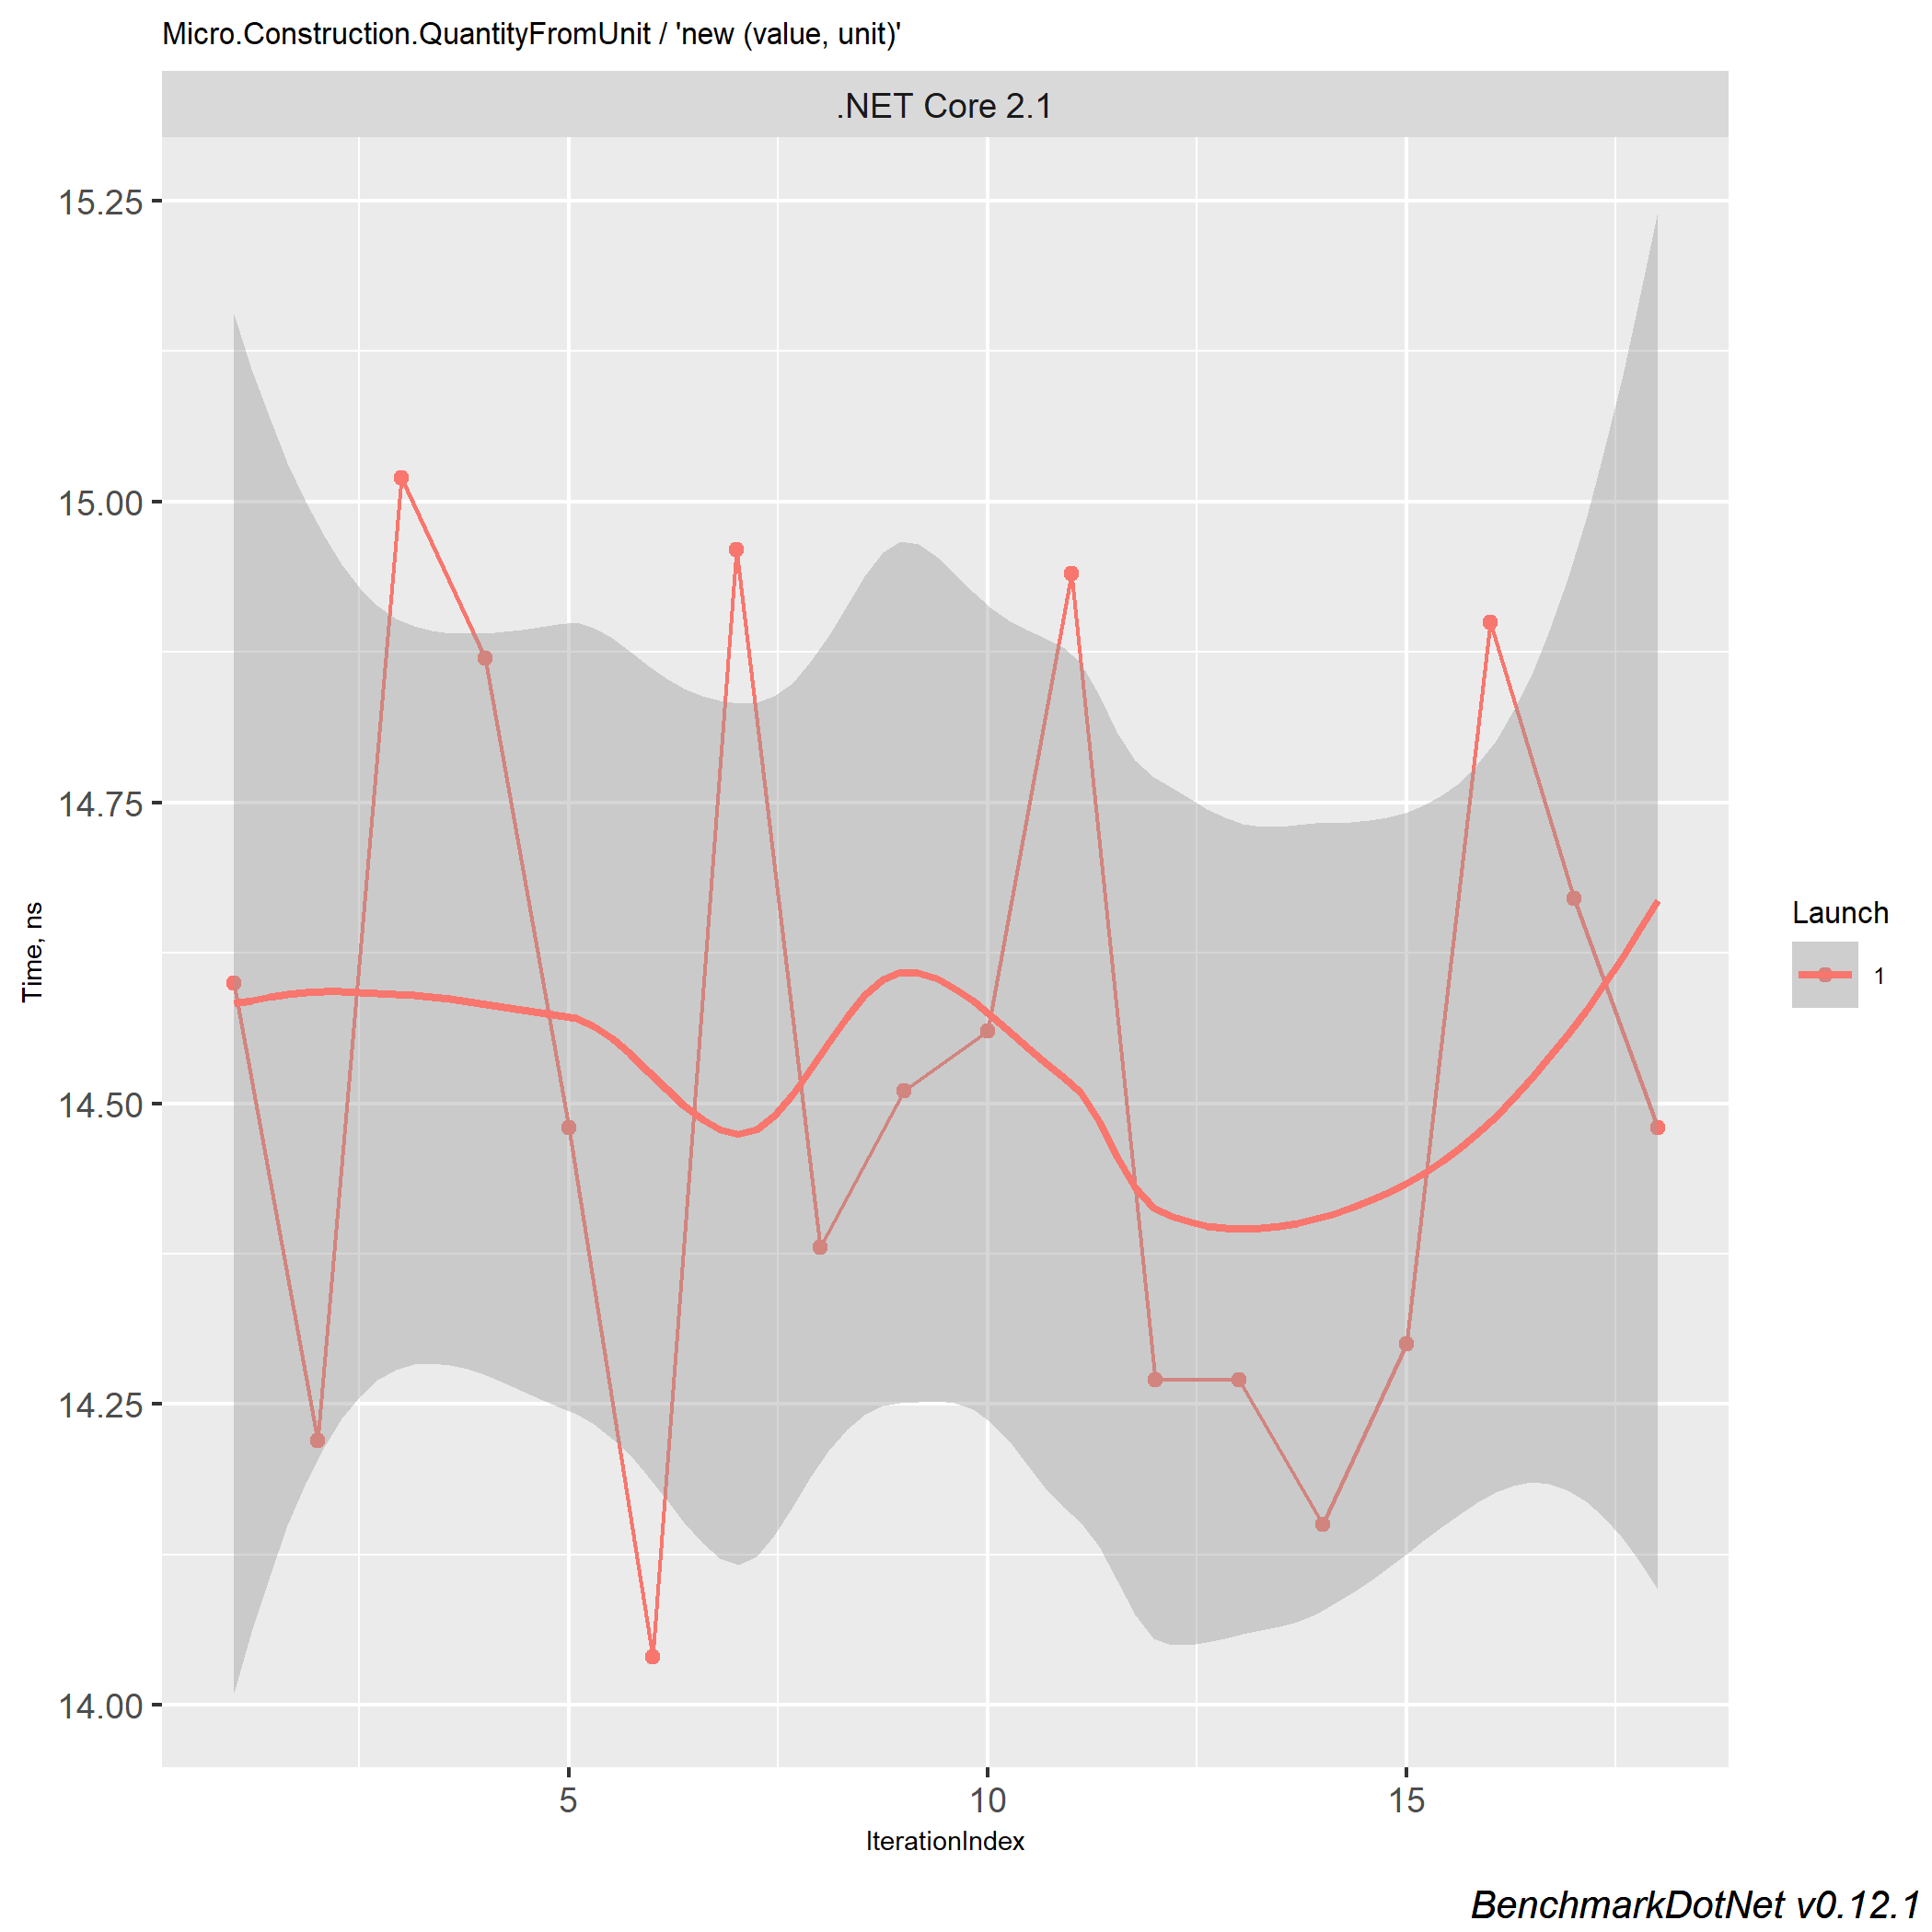 Micro.Construction.QuantityFromUnit / 'new (value, unit)'
.NET Core 2.1
15.25
15.00
14.75
14.50
14.25
14.00
Time, ns
5 10 15
IterationIndex
Launch
1
BenchmarkDotNet v0.12.1